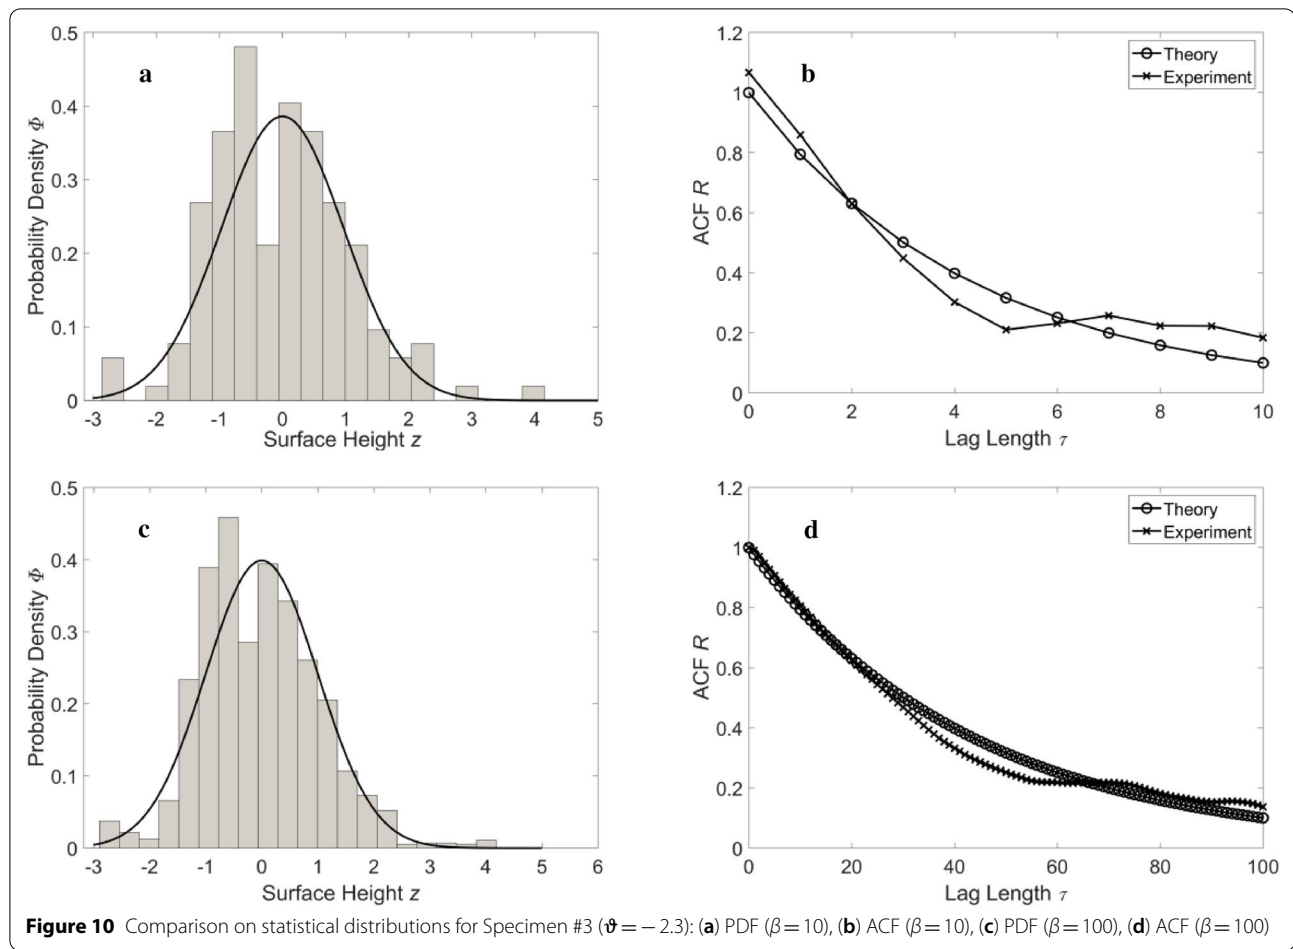 a
0.5
0.4
0.3
0.2
0.1
0
Probability Density Φ
-3 -2 -1 0 1 2 3 4 5
Surface Height z
b
Theory
Experiment
1.2
1
0.8
0.6
0.4
0.2
0
ACF R
0 2 4 6 8 10
Lag Length τ
c
0.5
0.4
0.3
0.2
0.1
0
Probability Density Φ
-3 -2 -1 0 1 2 3 4 5 6
Surface Height z
d
Theory
Experiment
1.2
1
0.8
0.6
0.4
0.2
0
ACF R
0 20 40 60 80 100
Lag Length τ
Figure 10 Comparison on statistical distributions for Specimen #3 (ϑ = − 2.3): (a) PDF (β = 10), (b) ACF (β = 10), (c) PDF (β = 100), (d) ACF (β = 100)